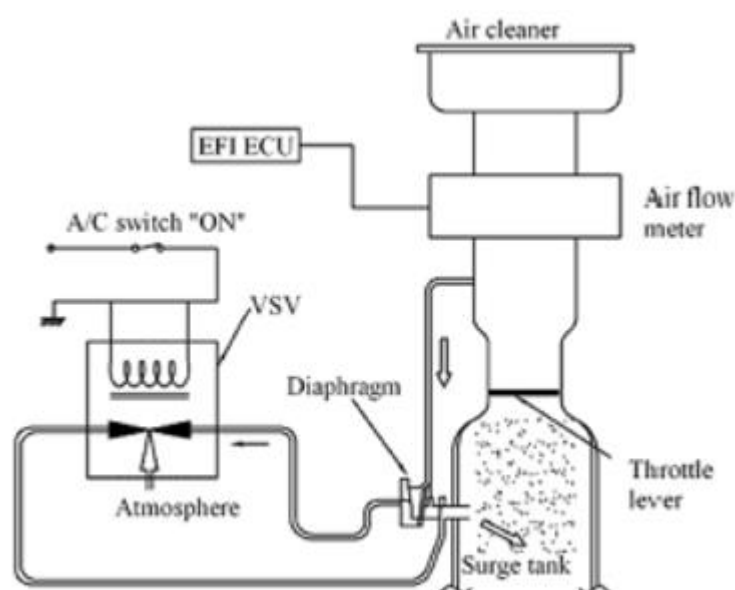 Air cleaner
EFI ECU
Air flow
meter
A/C switch "ON"
VSV
Diaphragm
Throttle
lever
Atmosphere
Surge tank